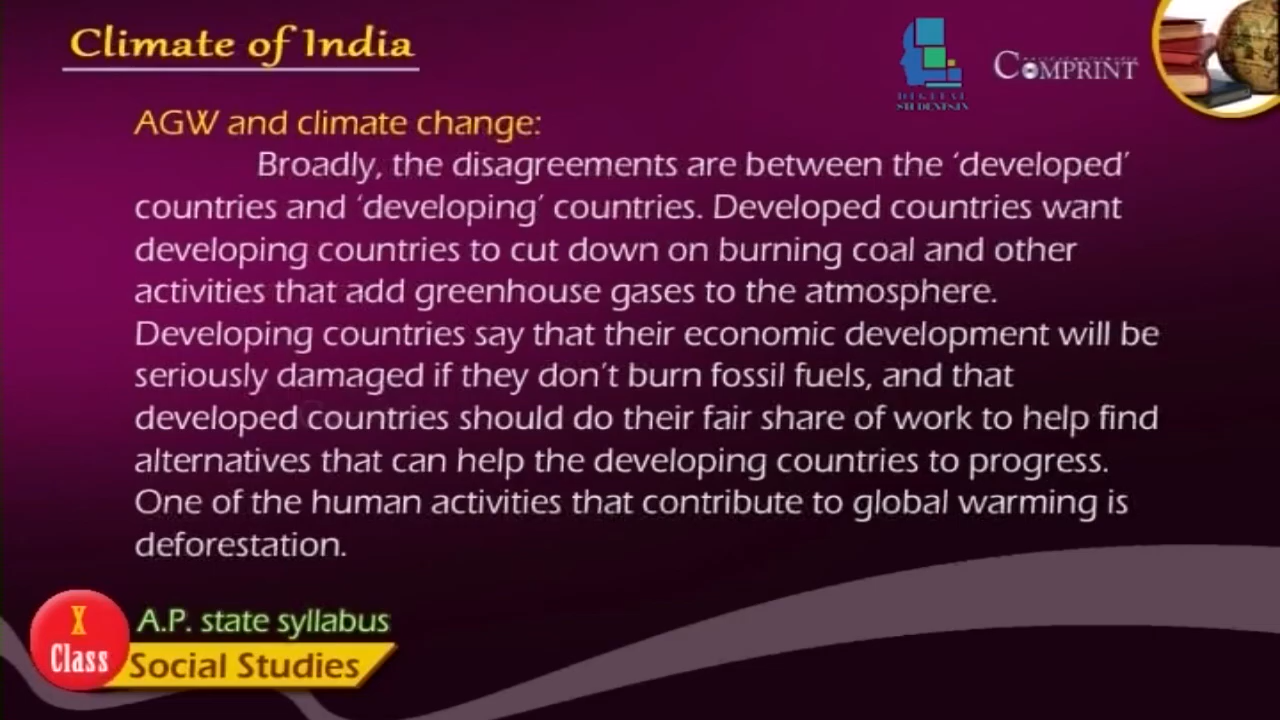 Climate of India
COMPRINT
AGW and climate change:
Broadly, the disagreements are between the ‘developed’
countries and ‘developing’ countries. Developed countries want
developing countries to cut down on burning coal and other
activities that add greenhouse gases to the atmosphere.
Developing countries say that their economic development will be
seriously damaged if they don’t burn fossil fuels, and that
developed countries should do their fair share of work to help find
alternatives that can help the developing countries to progress.
One of the human activities that contribute to global warming is
deforestation.
X
Class
A.P. state syllabus
Social Studies